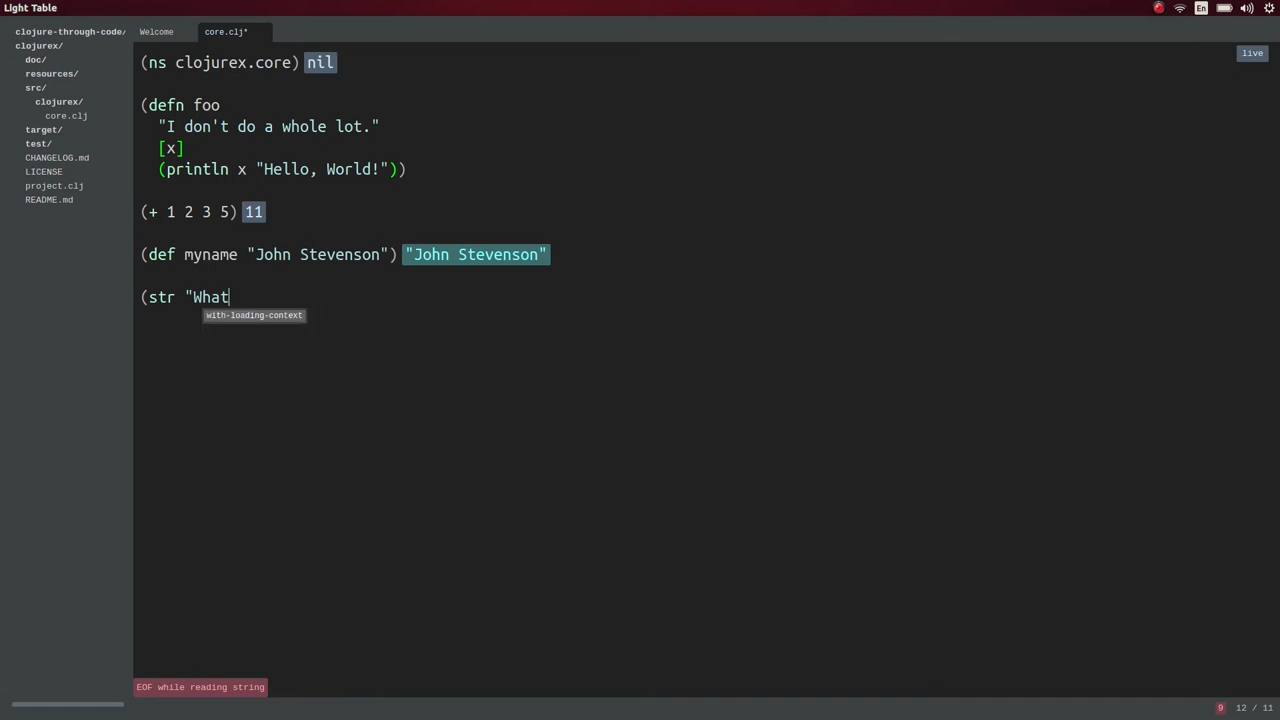 Light Table
En
clojure-through-code/
clojurex/
doc/
resources/
src/
clojurex/
core.clj
target/
test/
CHANGELOG.md
LICENSE
project.clj
README.md
Welcome
core.clj*
live
(ns clojurex.core) nil
(defn foo
"I don't do a whole lot."
[x]
(println x "Hello, World!"))
(+ 1 2 3 5) 11
(def myname "John Stevenson") "John Stevenson"
(str "What
with-loading-context
EOF while reading string
9 12 / 11